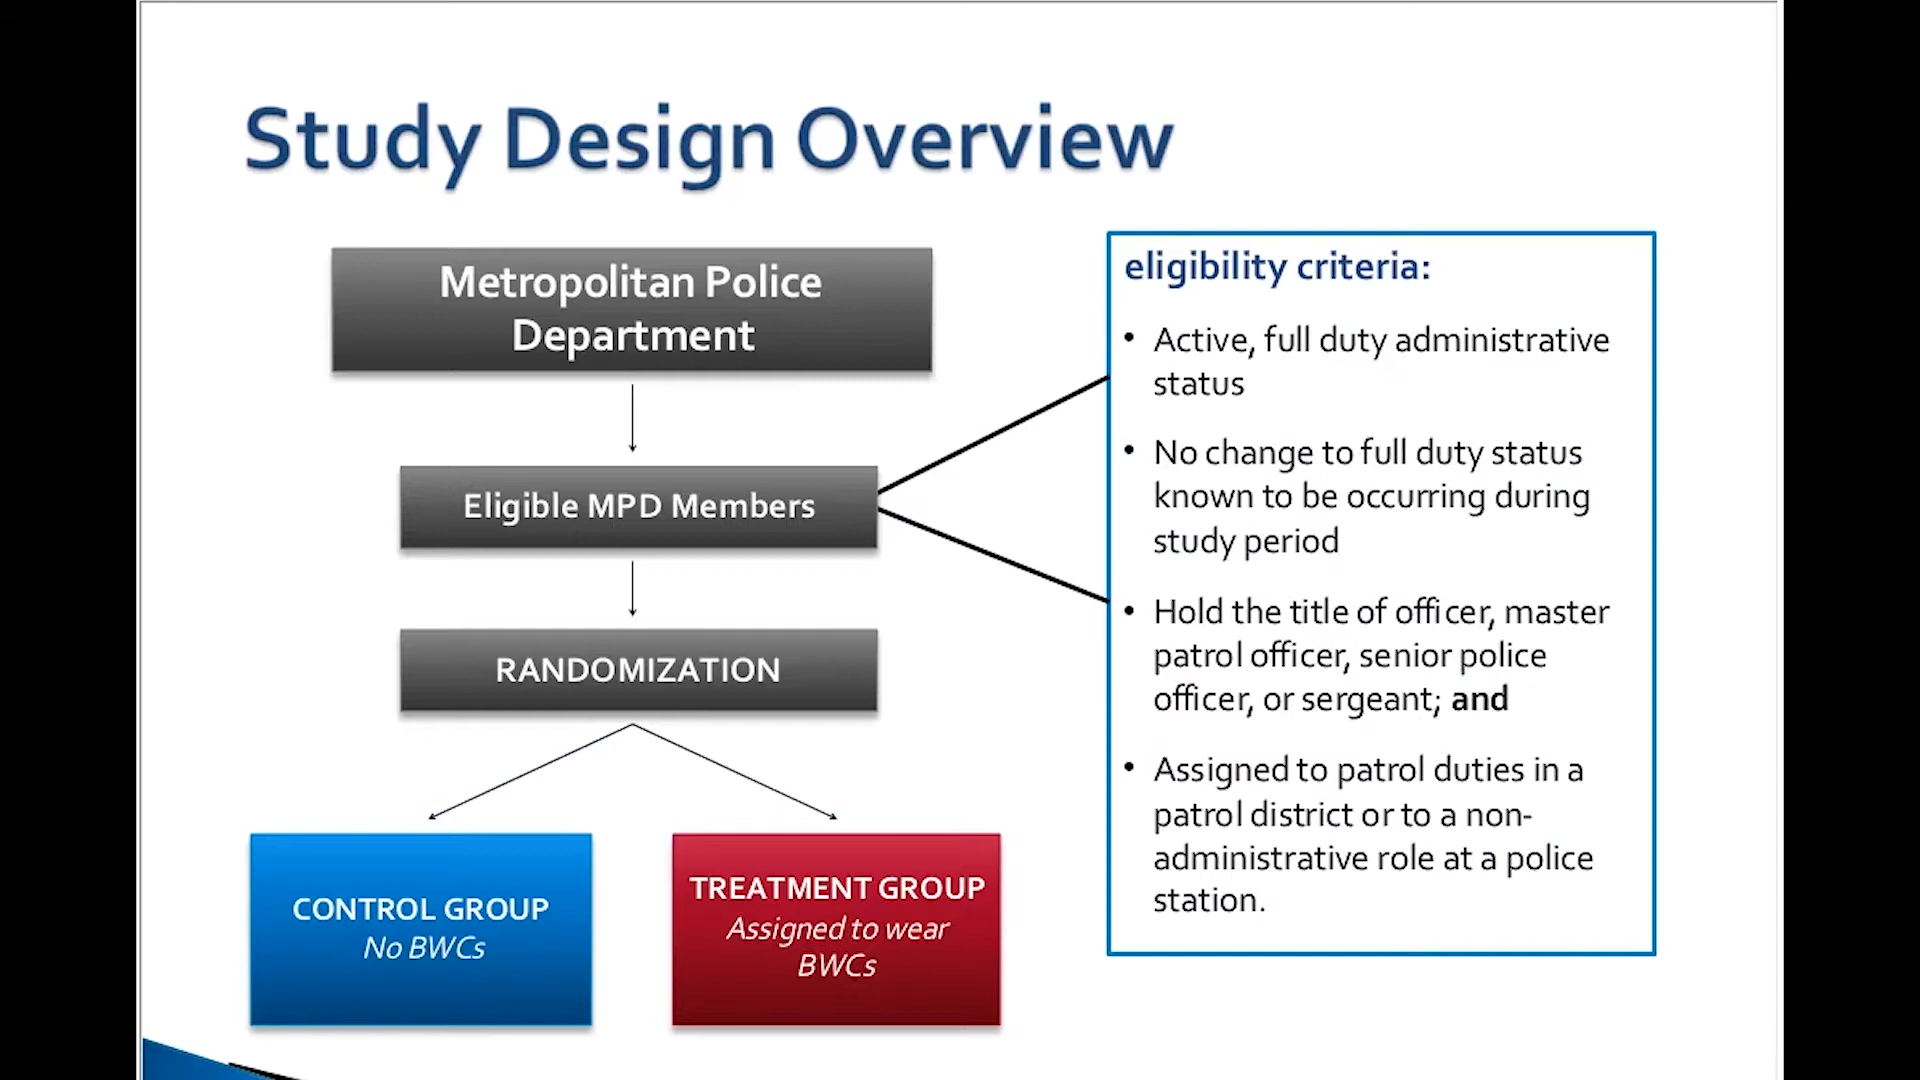 Study Design Overview
Metropolitan Police
Department
Eligible MPD Members
RANDOMIZATION
CONTROL GROUP
No BWCs
TREATMENT GROUP
Assigned to wear
BWCs
eligibility criteria:
• Active, full duty administrative
status
• No change to full duty status
known to be occurring during
study period
• Hold the title of officer, master
patrol officer, senior police
officer, or sergeant; and
• Assigned to patrol duties in a
patrol district or to a non-
administrative role at a police
station.